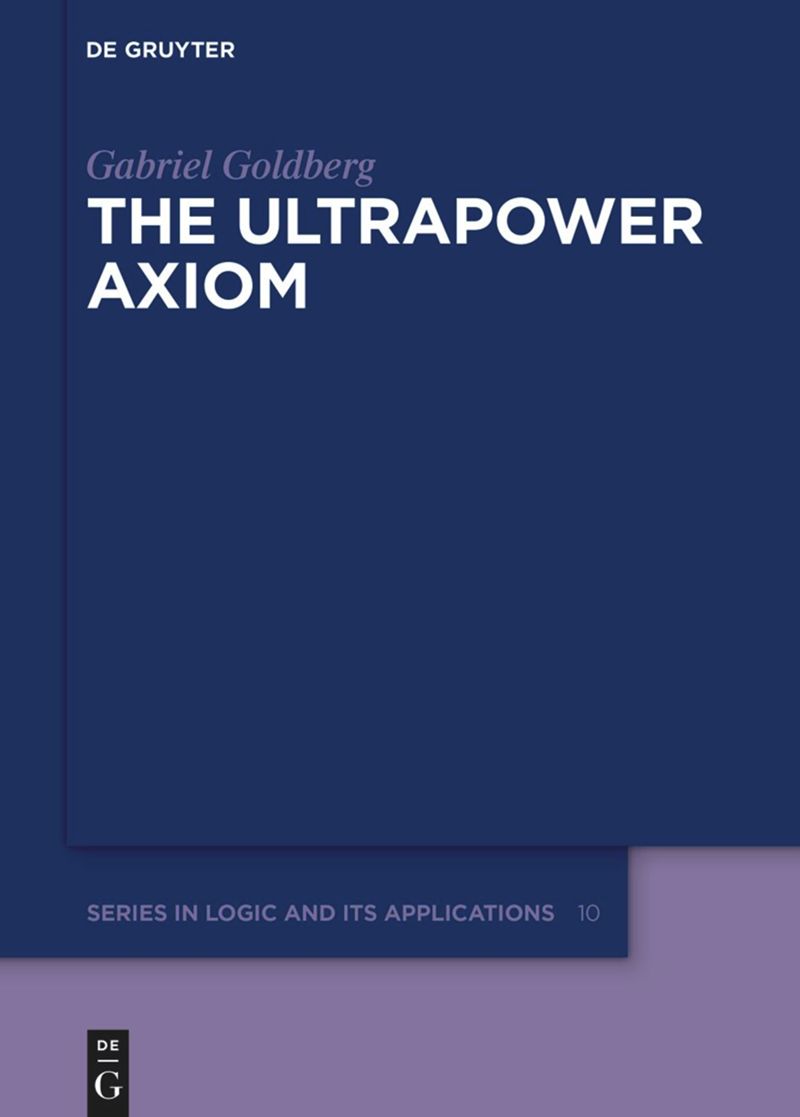 DE GRUYTER
Gabriel Goldberg
THE ULTRAPOWER
AXIOM
SERIES IN LOGIC AND ITS APPLICATIONS 10
DE
G